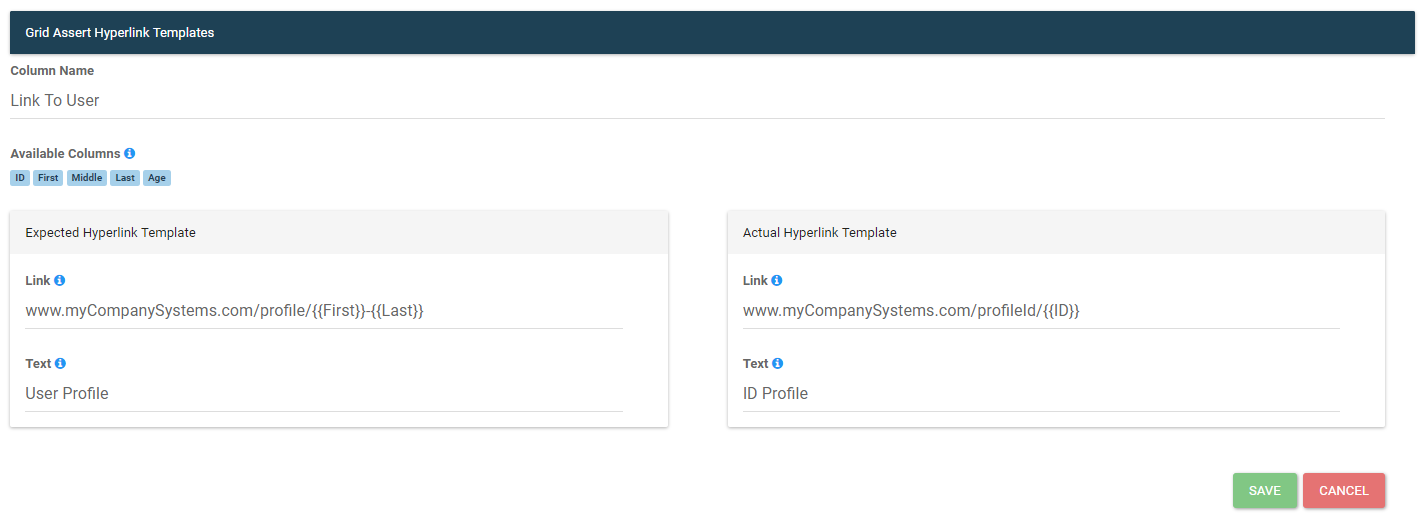 Grid Assert Hyperlink Templates
Column Name
Link To User
Available Columns
ID First Middle Last Age
Expected Hyperlink Template
Link
www.myCompanySystems.com/profile/{{First}}-{{Last}}
Text
User Profile
Actual Hyperlink Template
Link
www.myCompanySystems.com/profileId/{{ID}}
Text
ID Profile
SAVE CANCEL